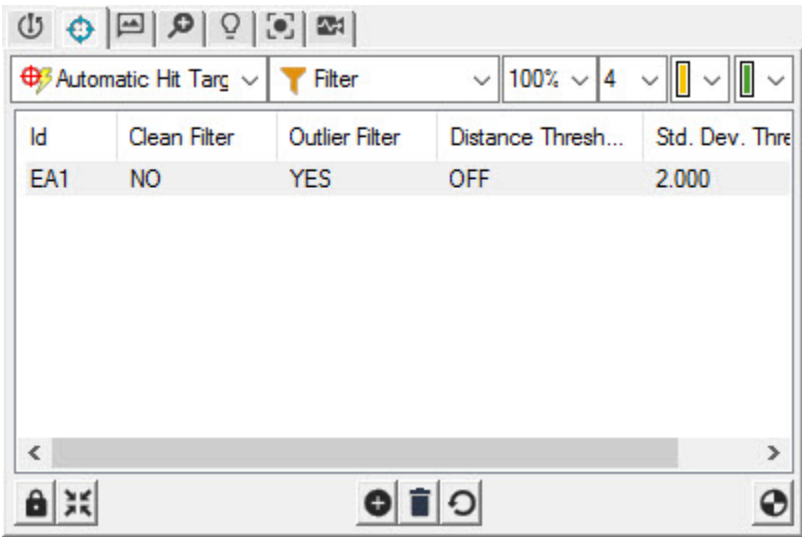 Automatic Hit Targ Filter 100% 4
Id Clean Filter Outlier Filter Distance Thresh... Std. Dev. Thre
EA1 NO YES OFF 2.000